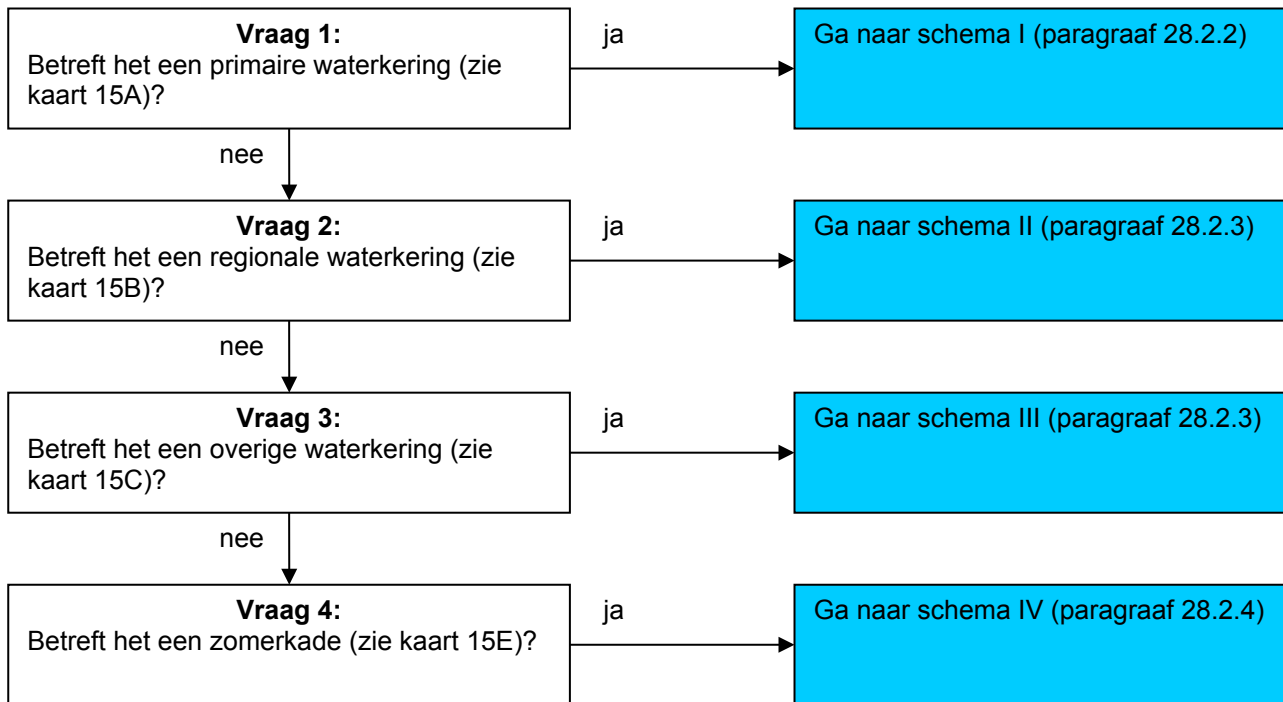 Vraag 1:
Betreft het een primaire waterkering (zie
kaart 15A)?
ja
Ga naar schema I (paragraaf 28.2.2)
nee
Vraag 2:
Betreft het een regionale waterkering (zie
kaart 15B)?
ja
Ga naar schema II (paragraaf 28.2.3)
nee
Vraag 3:
Betreft het een overige waterkering (zie
kaart 15C)?
ja
Ga naar schema III (paragraaf 28.2.3)
nee
Vraag 4:
Betreft het een zomerkade (zie kaart 15E)?
ja
Ga naar schema IV (paragraaf 28.2.4)